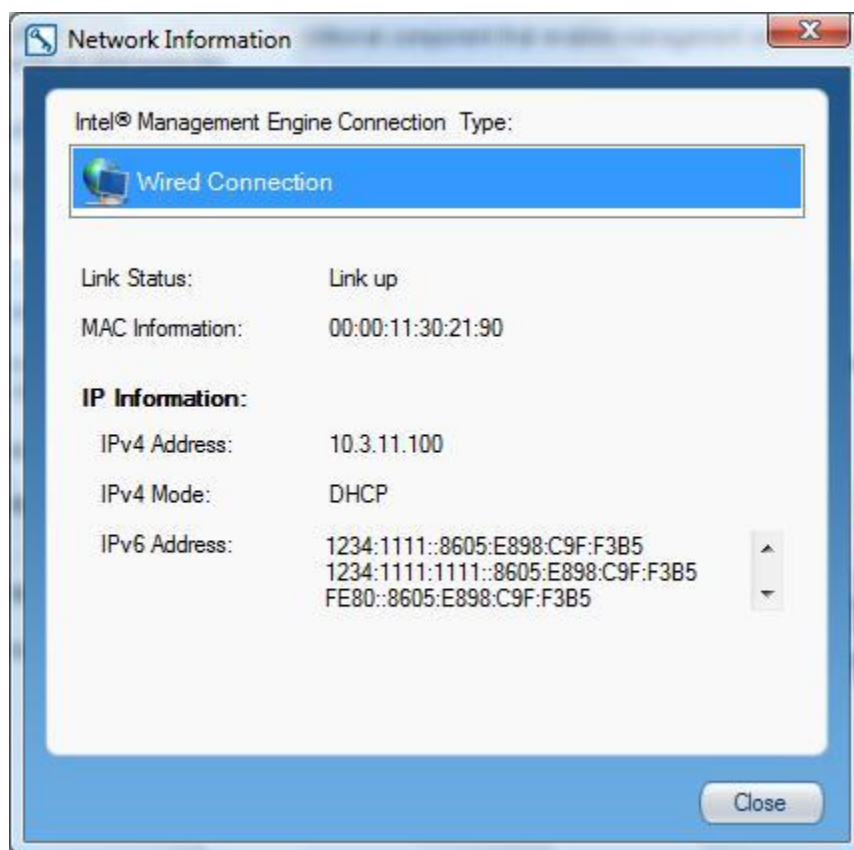 Network Information
Intel® Management Engine Connection Type:
Wired Connection
Link Status: Link up
MAC Information: 00:00:11:30:21:90
IP Information:
IPv4 Address: 10.3.11.100
IPv4 Mode: DHCP
IPv6 Address: 1234:1111::8605:E898:C9F:F3B5
1234:1111:1111::8605:E898:C9F:F3B5
FE80::8605:E898:C9F:F3B5
Close